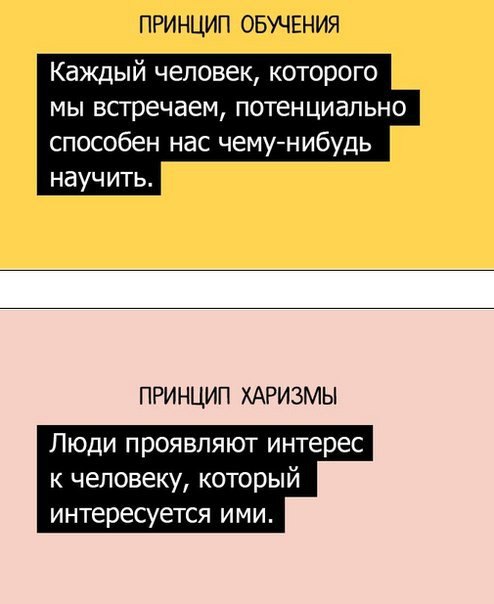 ПРИНЦИП ОБУЧЕНИЯ
Каждый человек, которого
мы встречаем, потенциально
способен нас чему-нибудь
научить.
ПРИНЦИП ХАРИЗМЫ
Люди проявляют интерес
к человеку, который
интересуется ими.